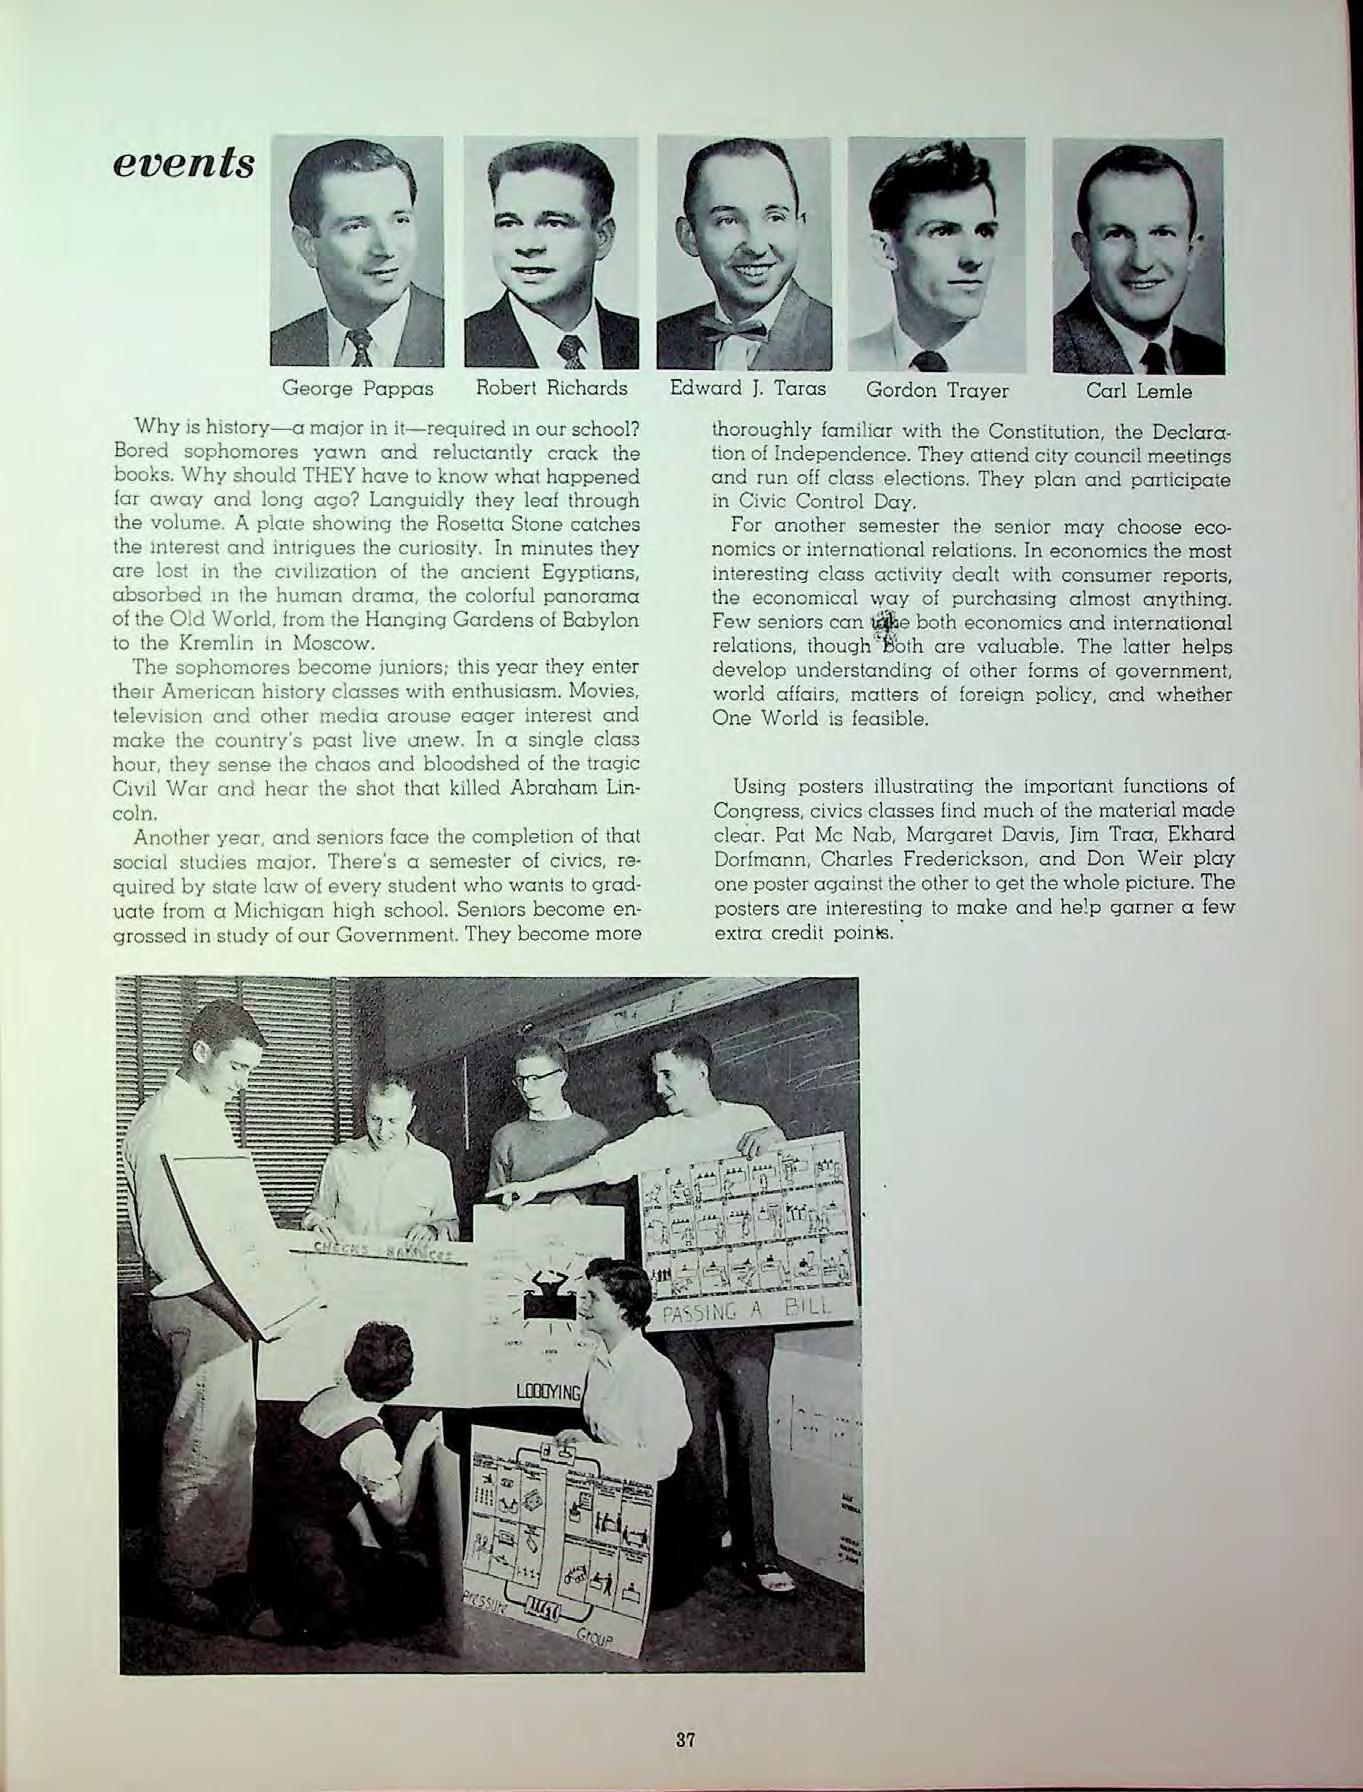 events
George Pappas
Robert Richards
Edward J. Taras
Gordon Trayer
Carl Lemle
Why is history—a major in it—required in our school?
Bored sophomores yawn and reluctantly crack the
books. Why should THEY have to know what happened
far away and long ago? Languidly they leaf through
the volume. A plate showing the Rosetta Stone catches
the interest and intrigues the curiosity. In minutes they
are lost in the civilization of the ancient Egyptians,
absorbed in the human drama, the colorful panorama
of the Old World, from the Hanging Gardens of Babylon
to the Kremlin in Moscow.
The sophomores become juniors; this year they enter
their American history classes with enthusiasm. Movies,
television and other media arouse eager interest and
make the country's past live anew. In a single class
hour, they sense the chaos and bloodshed of the tragic
Civil War and hear the shot that killed Abraham Lin-
coln.
Another year, and seniors face the completion of that
social studies major. There's a semester of civics, re-
quired by state law of every student who wants to grad-
uate from a Michigan high school. Seniors become en-
grossed in study of our Government. They become more
thoroughly familiar with the Constitution, the Declara-
tion of Independence. They attend city council meetings
and run off class elections. They plan and participate
in Civic Control Day.
For another semester the senior may choose eco-
nomics or international relations. In economics the most
interesting class activity dealt with consumer reports,
the economical way of purchasing almost anything.
Few seniors can take both economics and international
relations, though both are valuable. The latter helps
develop understanding of other forms of government,
world affairs, matters of foreign policy, and whether
One World is feasible.
Using posters illustrating the important functions of
Congress, civics classes find much of the material made
clear. Pat Mc Nab, Margaret Davis, Jim Traa, Ekhard
Dorfmann, Charles Frederickson, and Don Weir play
one poster against the other to get the whole picture. The
posters are interesting to make and help garner a few
extra credit points.
CHECKS BALANCES
PASSING A BILL
LOBBYING
Pressure
Group
37